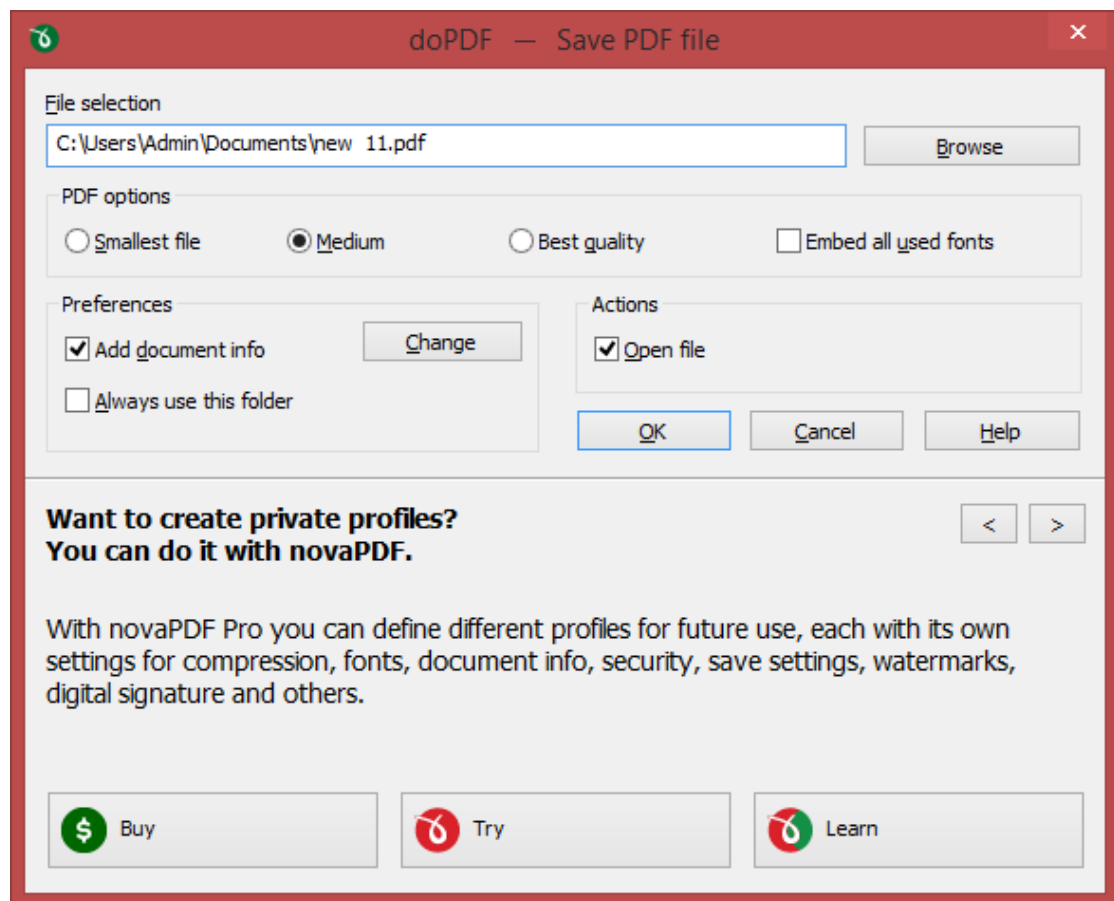 doPDF — Save PDF file
File selection
C:\Users\Admin\Documents\new  11.pdf
Browse
PDF options
Smallest file
Medium
Best quality
Embed all used fonts
Preferences
Add document info
Change
Always use this folder
Actions
Open file
OK
Cancel
Help
Want to create private profiles?
You can do it with novaPDF.
<
>
With novaPDF Pro you can define different profiles for future use, each with its own
settings for compression, fonts, document info, security, save settings, watermarks,
digital signature and others.
$
Buy
Try
Learn